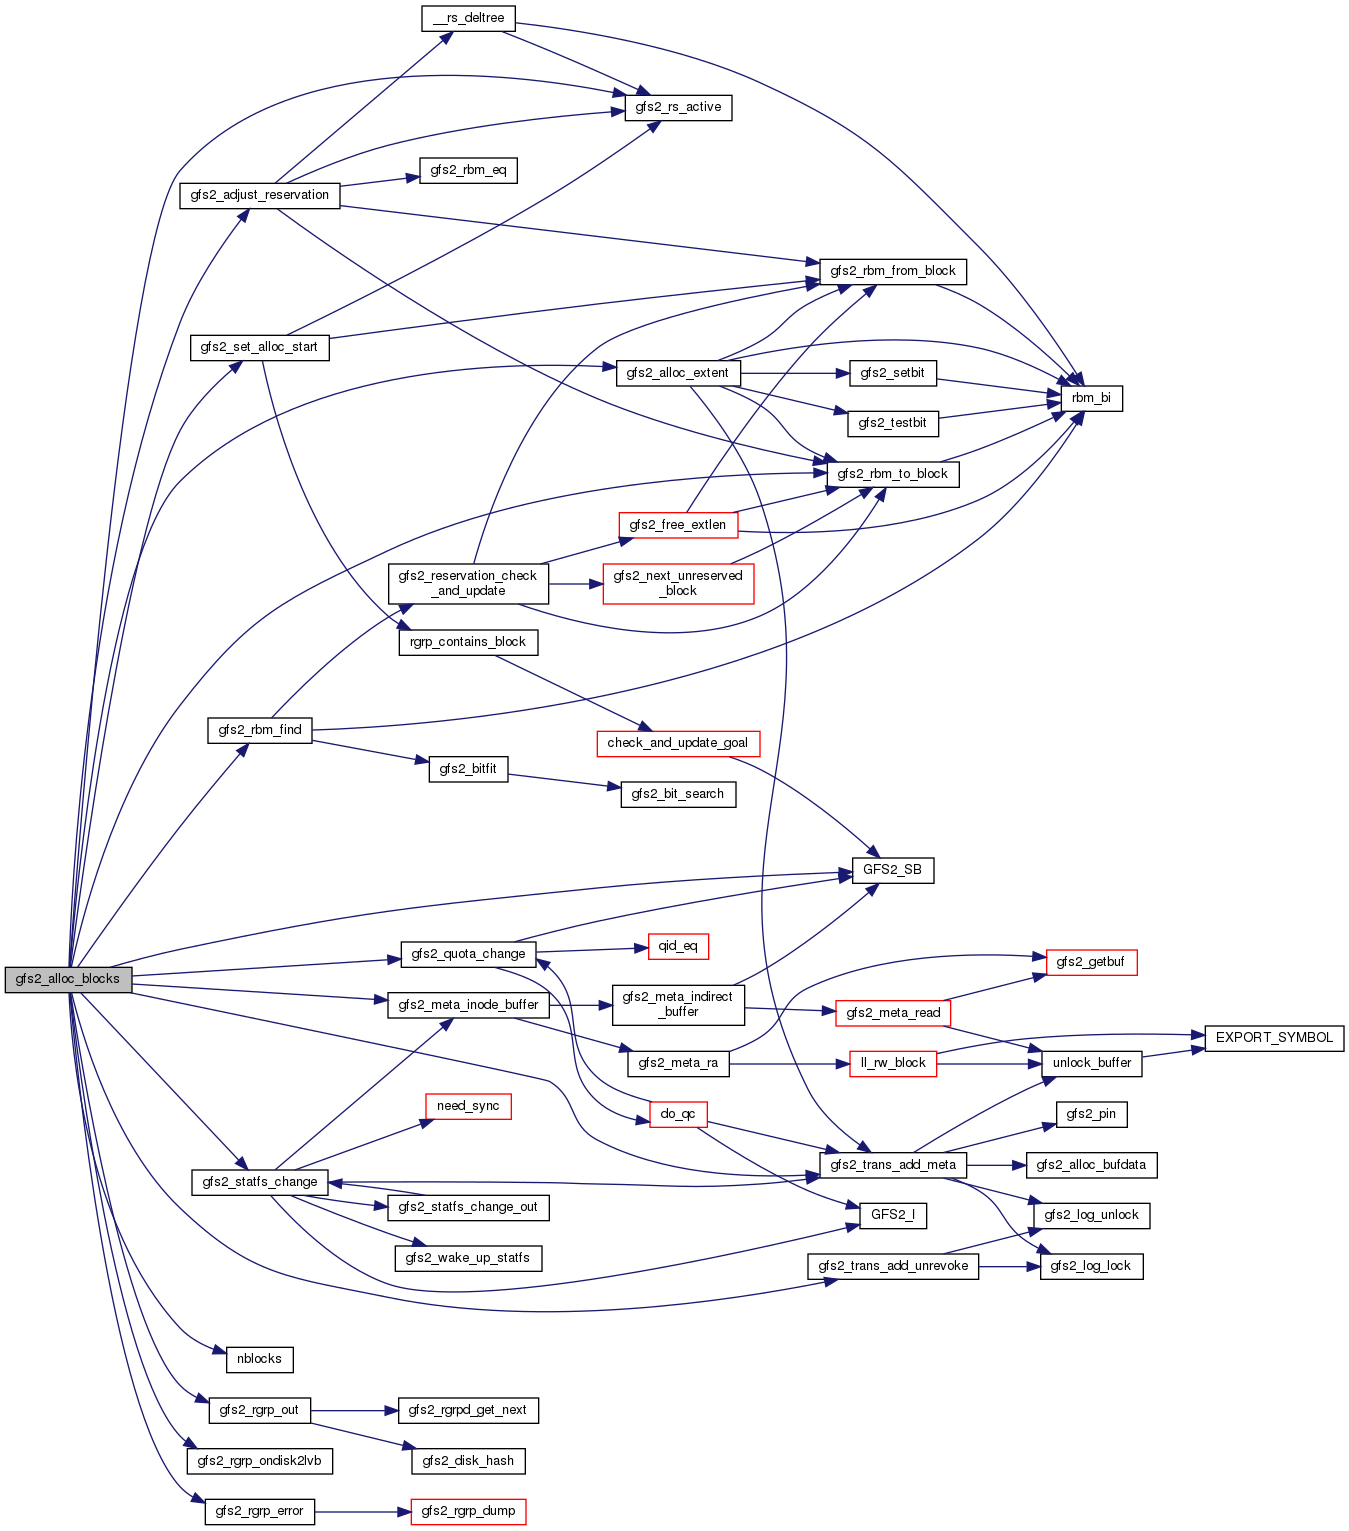 __rs_deltree
gfs2_rs_active
gfs2_rbm_eq
gfs2_adjust_reservation
gfs2_rbm_from_block
gfs2_set_alloc_start
gfs2_alloc_extent
gfs2_setbit
rbm_bi
gfs2_testbit
gfs2_rbm_to_block
gfs2_free_extlen
gfs2_reservation_check
_and_update
gfs2_next_unreserved
_block
rgrp_contains_block
gfs2_rbm_find
check_and_update_goal
gfs2_bitfit
gfs2_bit_search
GFS2_SB
gfs2_quota_change
qid_eq
gfs2_getbuf
gfs2_alloc_blocks
gfs2_meta_inode_buffer
gfs2_meta_indirect
_buffer
gfs2_meta_read
EXPORT_SYMBOL
gfs2_meta_ra
ll_rw_block
unlock_buffer
need_sync
do_qc
gfs2_pin
gfs2_trans_add_meta
gfs2_alloc_bufdata
gfs2_statfs_change
gfs2_statfs_change_out
GFS2_I
gfs2_log_unlock
gfs2_wake_up_statfs
gfs2_trans_add_unrevoke
gfs2_log_lock
nblocks
gfs2_rgrp_out
gfs2_rgrpd_get_next
gfs2_rgrp_ondisk2lvb
gfs2_disk_hash
gfs2_rgrp_error
gfs2_rgrp_dump